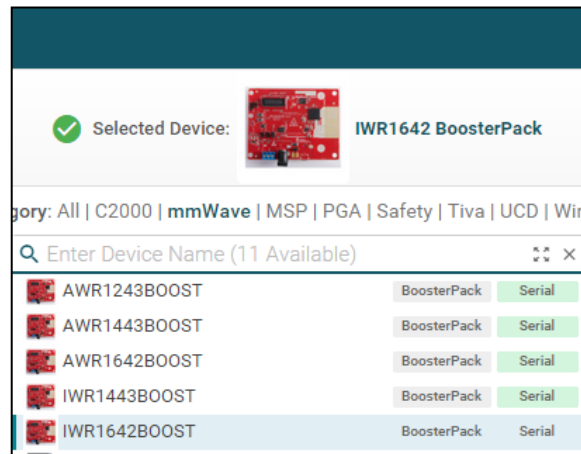 Selected Device: IWR1642 BoosterPack
gory: All | C2000 | mmWave | MSP | PGA | Safety | Tiva | UCD | Wir
Enter Device Name (11 Available)
AWR1243BOOST BoosterPack Serial
AWR1443BOOST BoosterPack Serial
AWR1642BOOST BoosterPack Serial
IWR1443BOOST BoosterPack Serial
IWR1642BOOST BoosterPack Serial